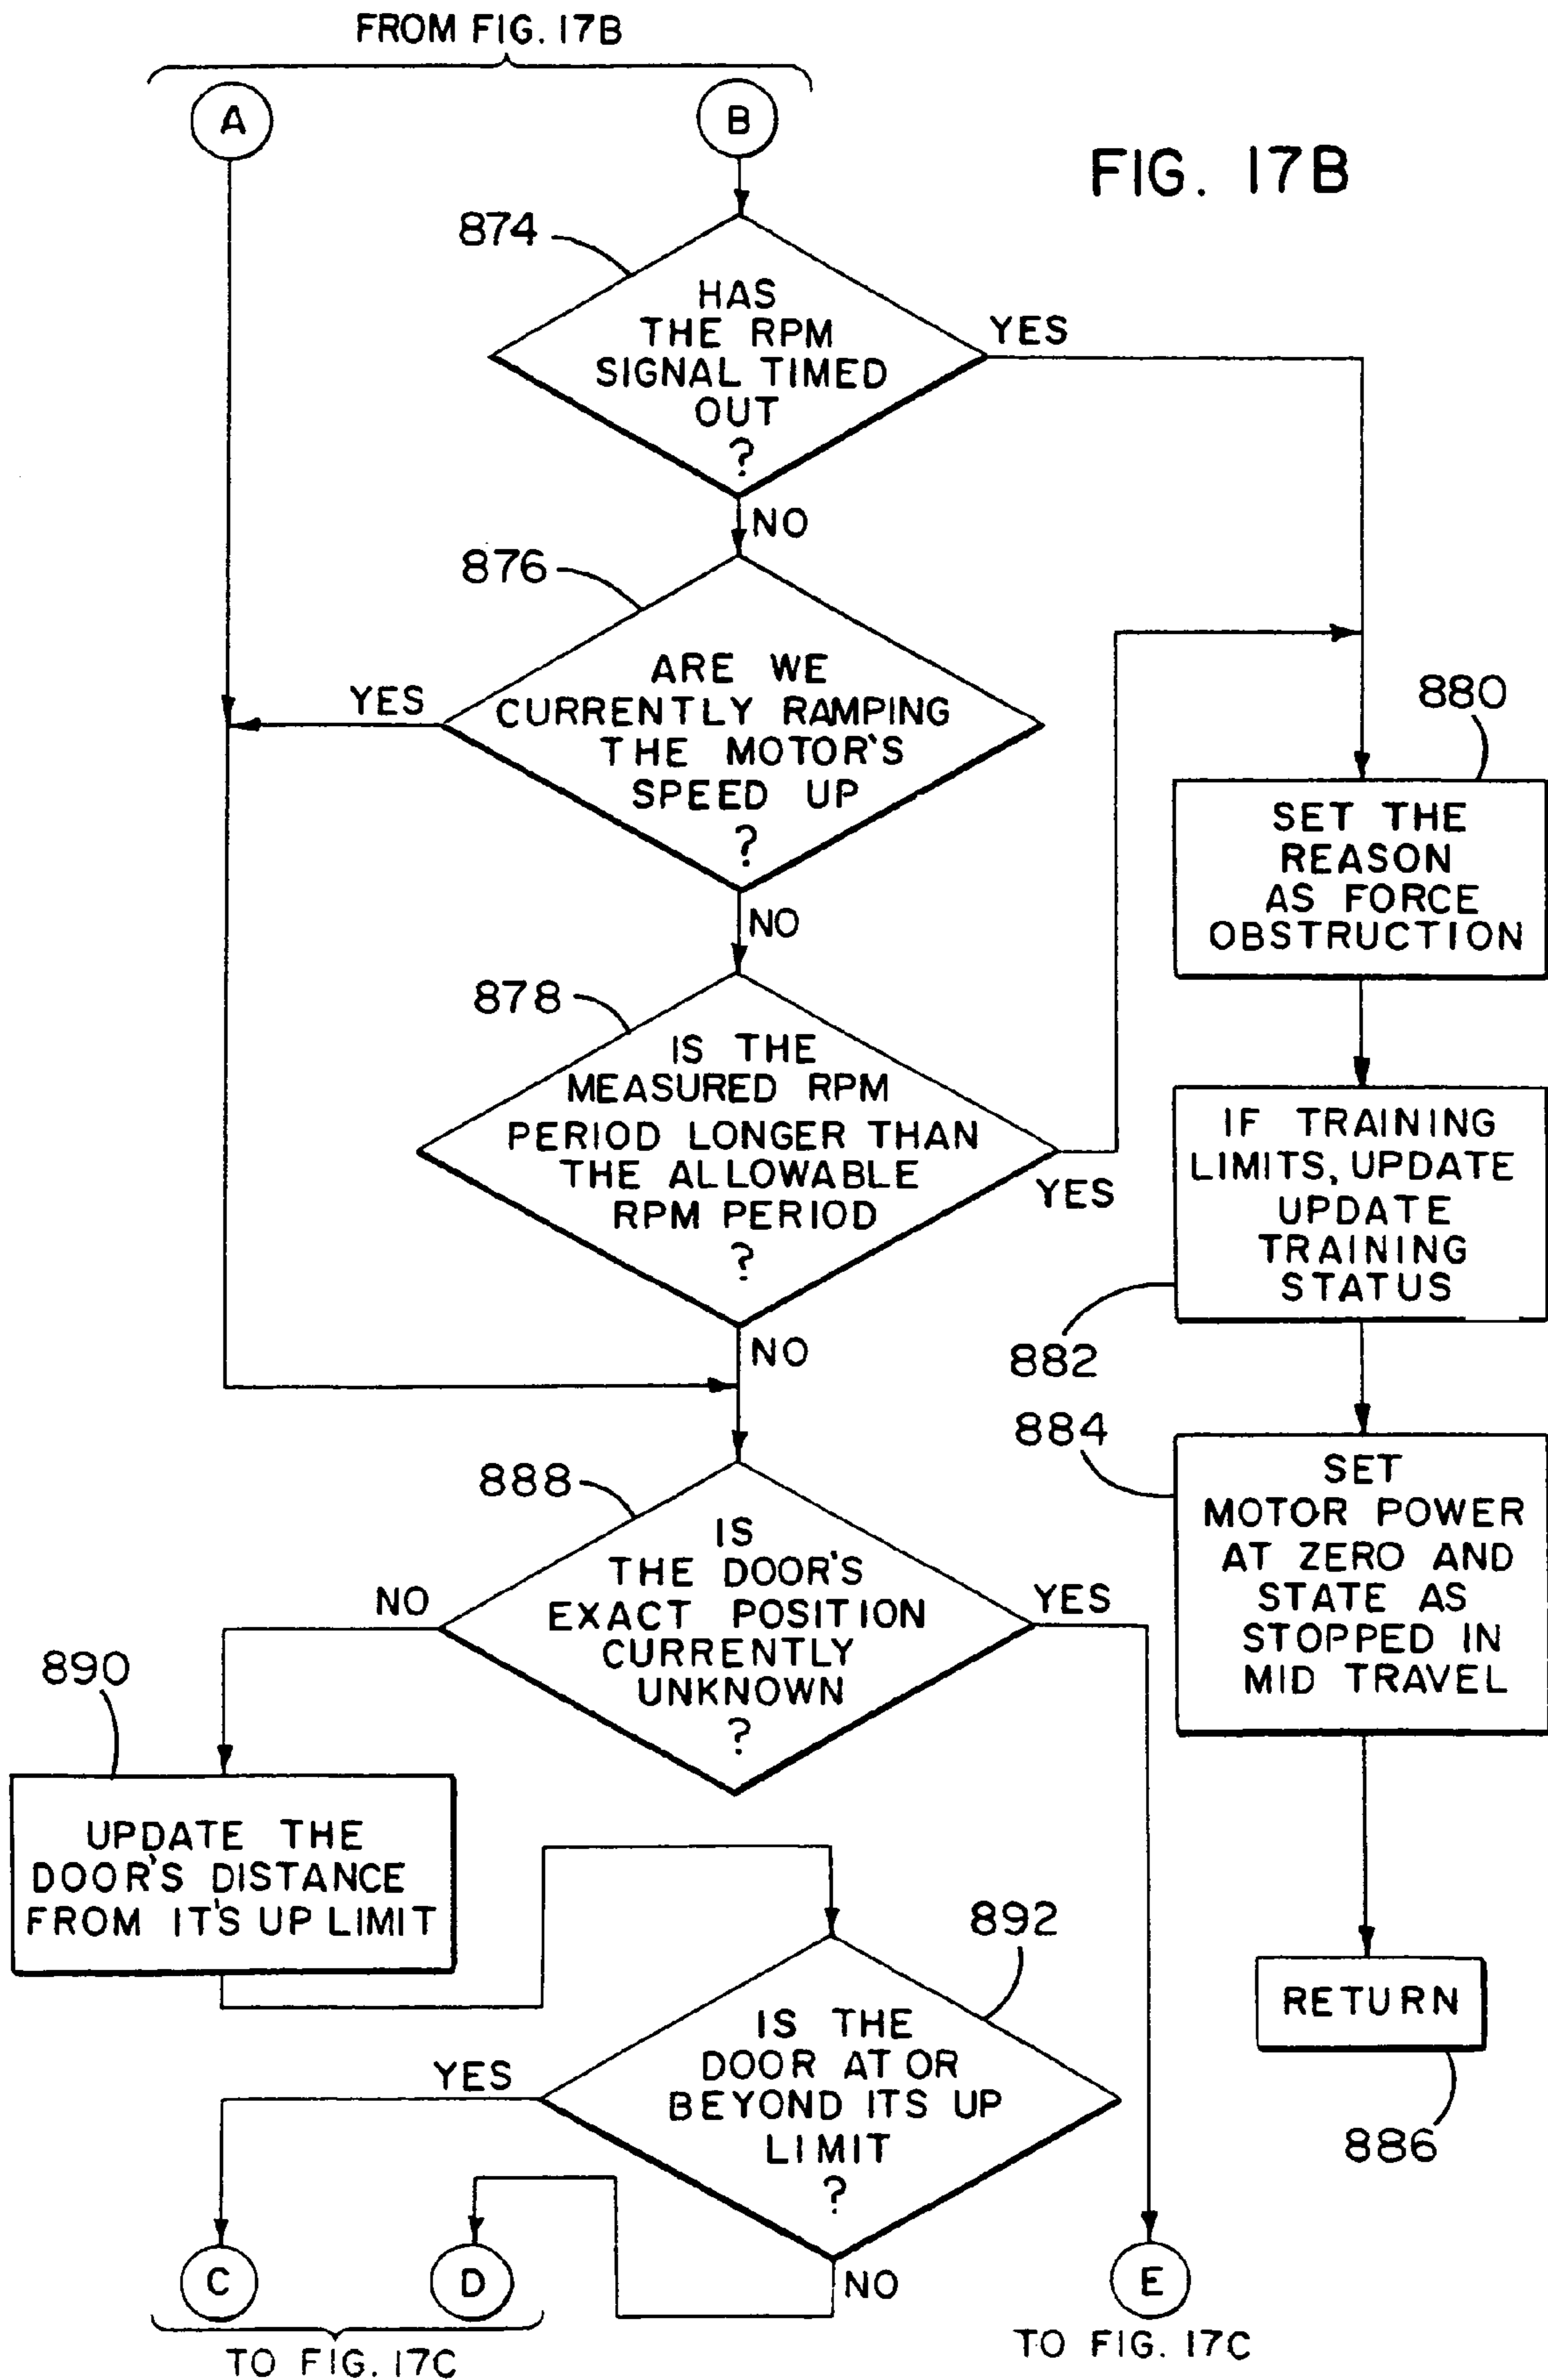 FROM FIG. 17B
A
B
FIG. 17B
874
HAS
THE RPM
SIGNAL TIMED
OUT
?
YES
NO
876
ARE WE
CURRENTLY RAMPING
THE MOTOR'S
SPEED UP
?
YES
NO
880
SET THE
REASON
AS FORCE
OBSTRUCTION
878
IS THE
MEASURED RPM
PERIOD LONGER THAN
THE ALLOWABLE
RPM PERIOD
?
YES
NO
IF TRAINING
LIMITS, UPDATE
UPDATE
TRAINING
STATUS
882
884
SET
MOTOR POWER
AT ZERO AND
STATE AS
STOPPED IN
MID TRAVEL
888
IS
THE DOOR'S
EXACT POSITION
CURRENTLY
UNKNOWN
?
NO
YES
890
UPDATE THE
DOOR'S DISTANCE
FROM IT'S UP LIMIT
892
IS THE
DOOR AT OR
BEYOND ITS UP
LIMIT
?
YES
NO
RETURN
886
C
D
E
TO FIG. 17C
TO FIG. 17C